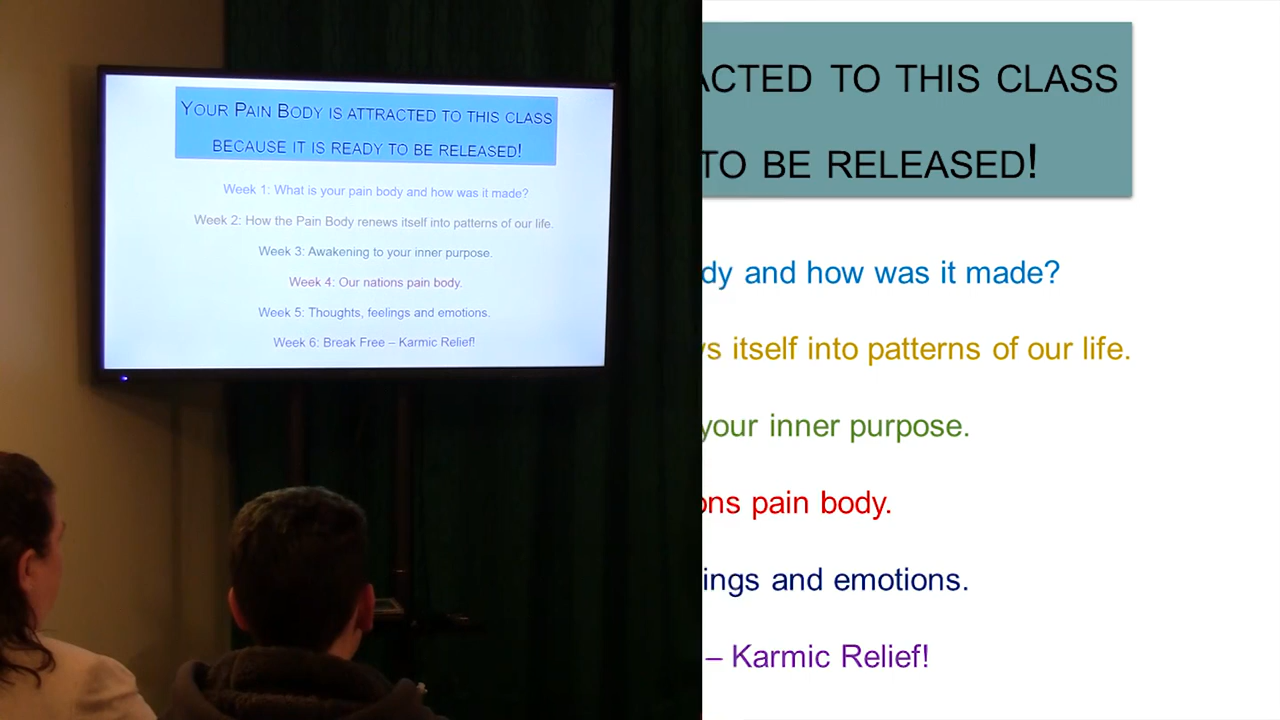 YOUR PAIN BODY IS ATTRACTED TO THIS CLASS
BECAUSE IT IS READY TO BE RELEASED!
Week 1: What is your pain body and how was it made?
Week 2: How the Pain Body renews itself into patterns of our life.
Week 3: Awakening to your inner purpose.
Week 4: Our nations pain body.
Week 5: Thoughts, feelings and emotions.
Week 6: Break Free – Karmic Relief!
ACTED TO THIS CLASS
TO BE RELEASED!
dy and how was it made?
s itself into patterns of our life.
your inner purpose.
ons pain body.
ings and emotions.
– Karmic Relief!